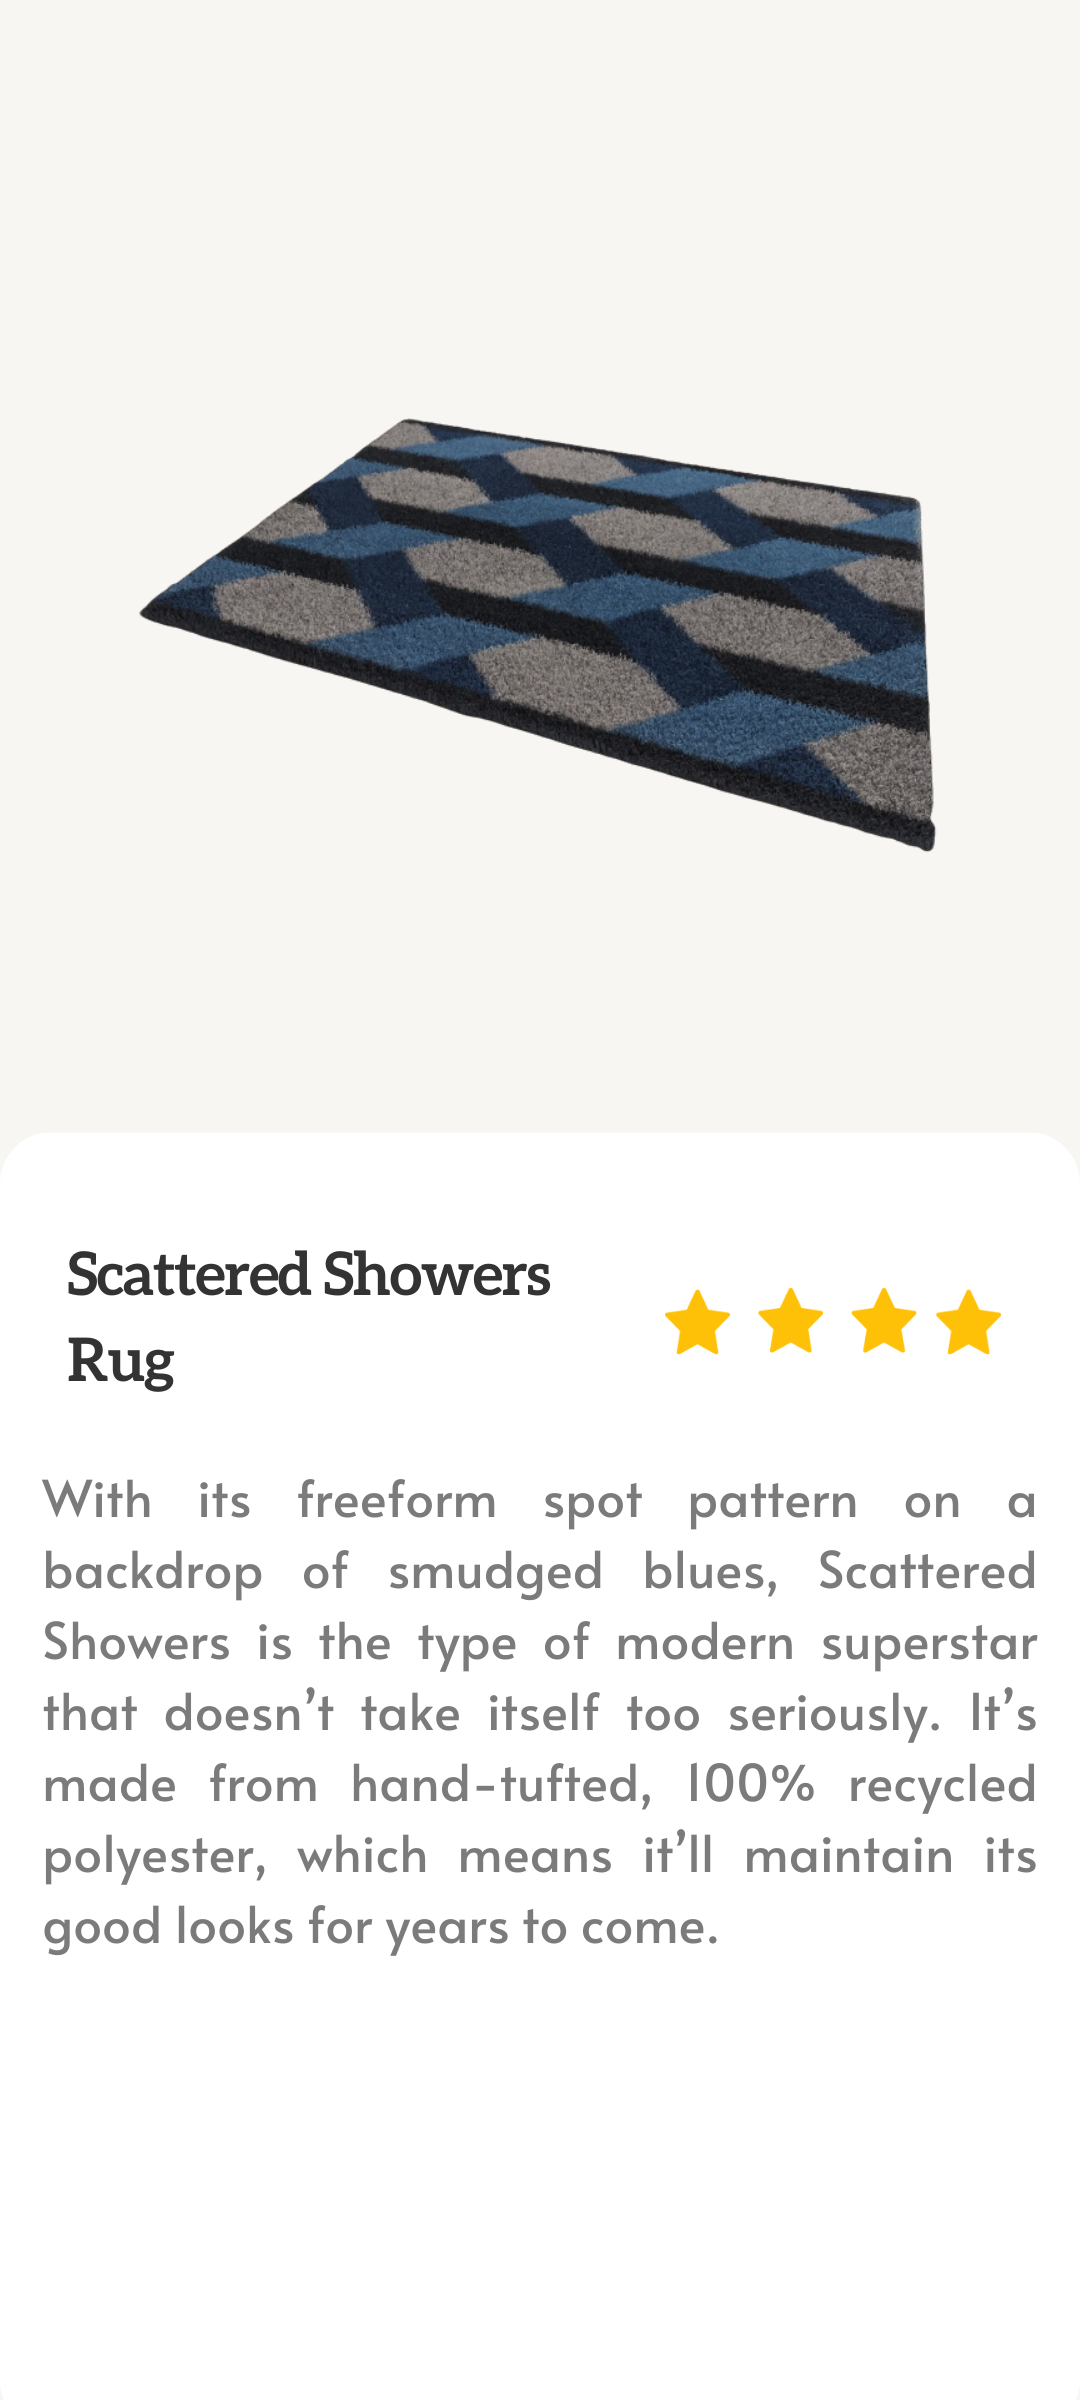 Scattered Showers
Rug
With its freeform spot pattern on a
backdrop of smudged blues, Scattered
Showers is the type of modern superstar
that doesn’t take itself too seriously. It’s
made from hand-tufted, 100% recycled
polyester, which means it’ll maintain its
good looks for years to come.